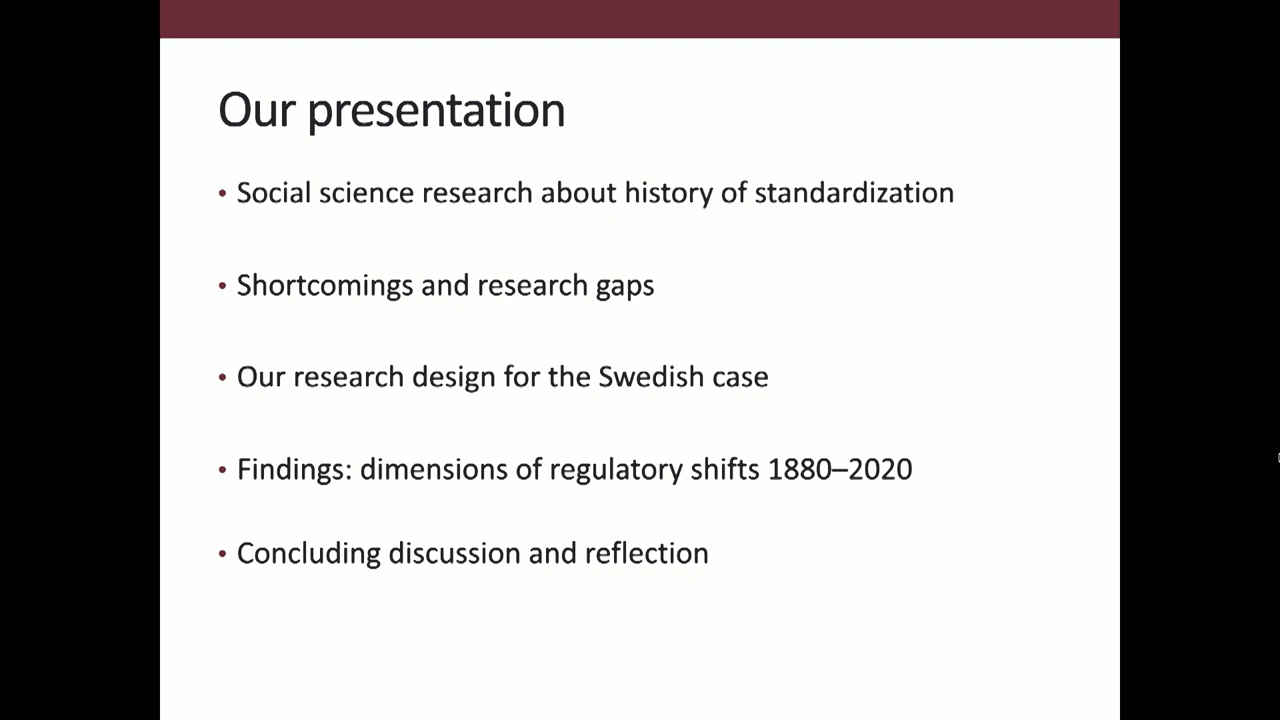 Our presentation
• Social science research about history of standardization
• Shortcomings and research gaps
• Our research design for the Swedish case
• Findings: dimensions of regulatory shifts 1880–2020
• Concluding discussion and reflection